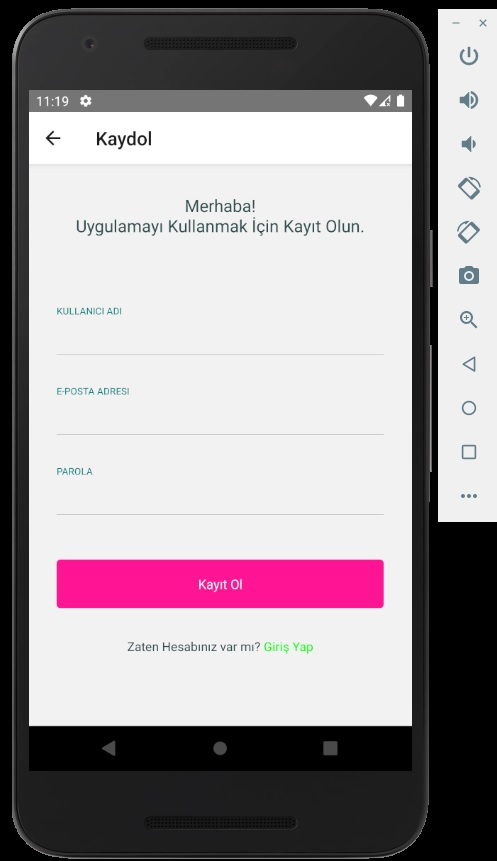 11:19
Kaydol
Merhaba!
Uygulamayı Kullanmak İçin Kayıt Olun.
KULLANICI ADI
E-POSTA ADRESİ
PAROLA
Kayıt Ol
Zaten Hesabınız var mı? Giriş Yap